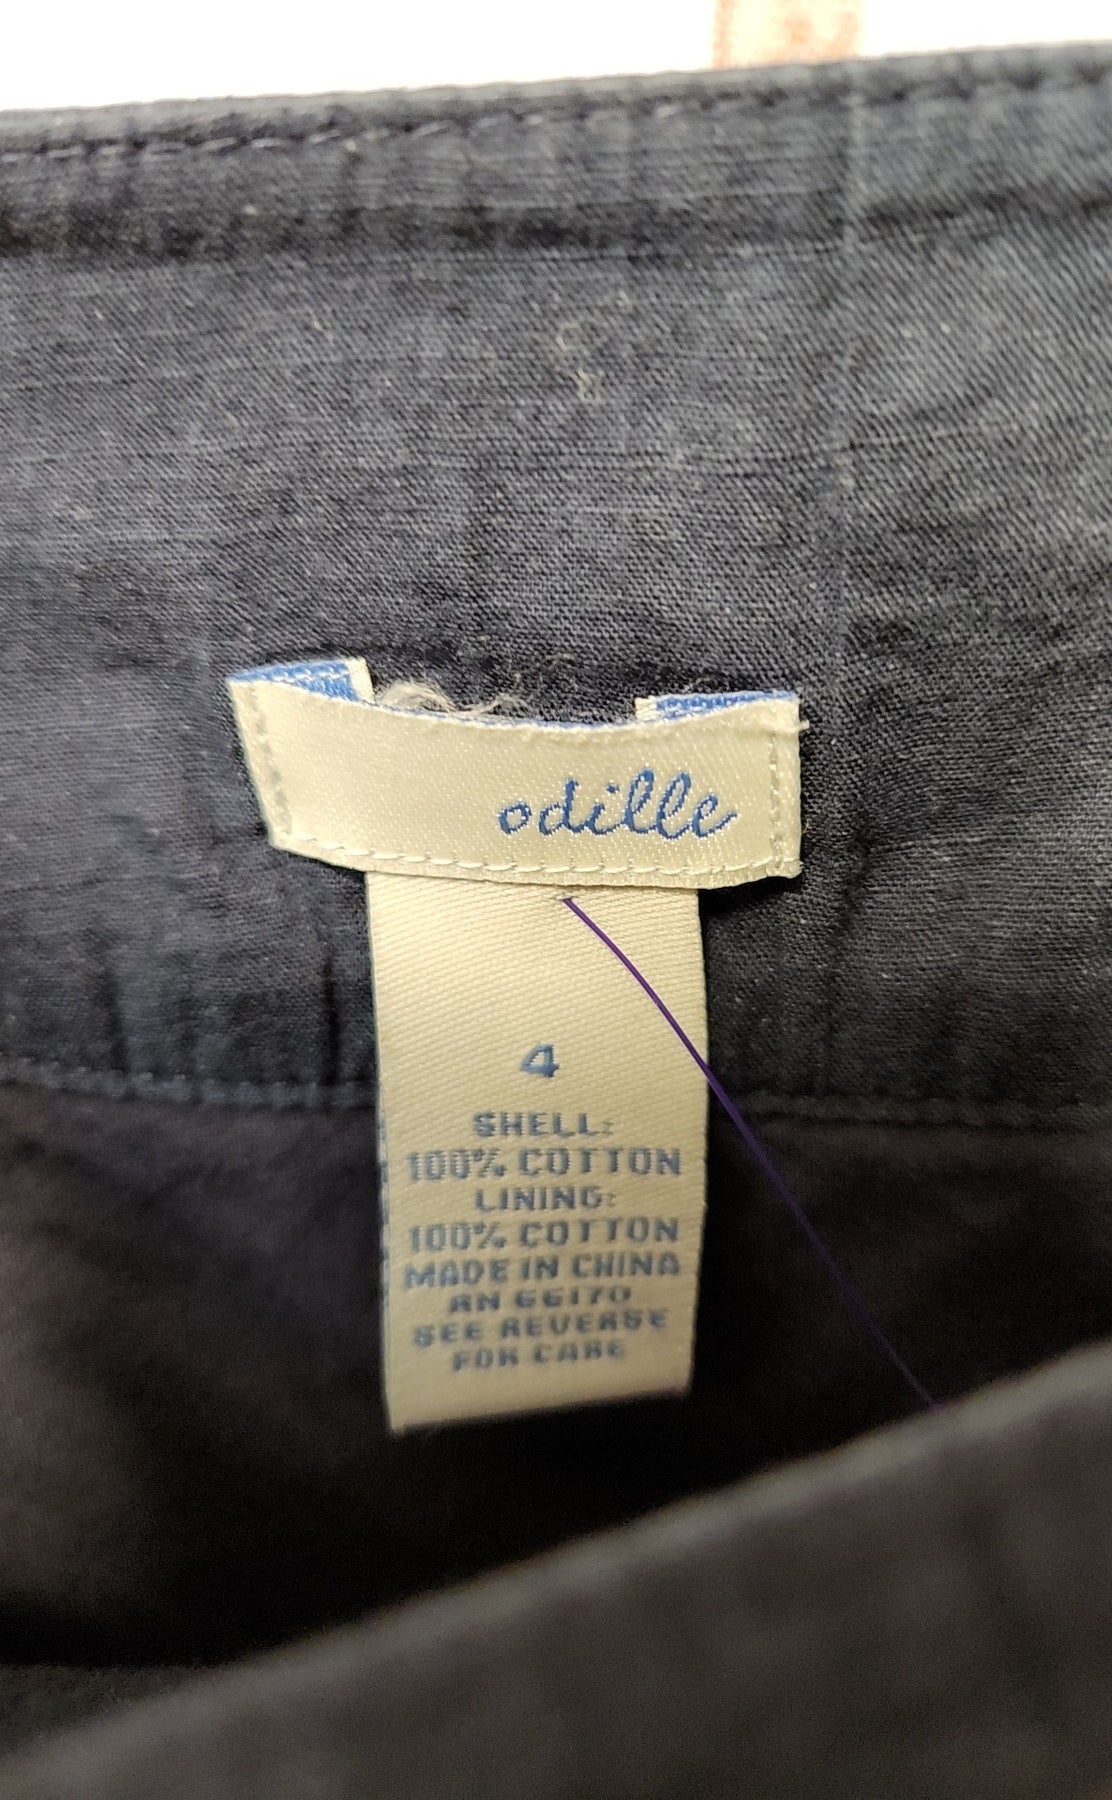 odille
4
SHELL:
100% COTTON
LINING:
100% COTTON
MADE IN CHINA
RN 66170
SEE REVERSE
FOR CARE